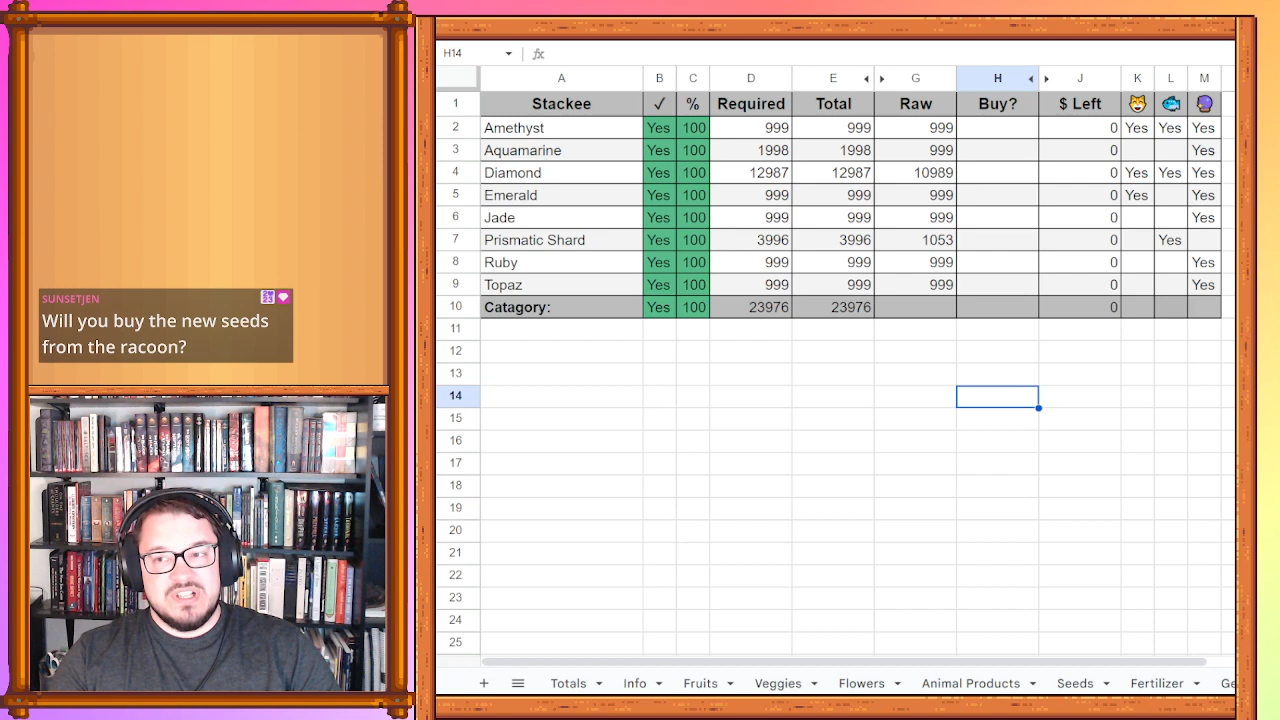 SUNSETJEN
Will you buy the new seeds
from the racoon?
H14
fx
A B C D E G H J K L M
1 Stackee ✓ % Required Total Raw Buy? $ Left
2 Amethyst Yes 100 999 999 999 0 Yes Yes Yes
3 Aquamarine Yes 100 1998 1998 999 0 Yes
4 Diamond Yes 100 12987 12987 10989 0 Yes Yes Yes
5 Emerald Yes 100 999 999 999 0 Yes Yes
6 Jade Yes 100 999 999 999 0 Yes
7 Prismatic Shard Yes 100 3996 3996 1053 0 Yes
8 Ruby Yes 100 999 999 999 0 Yes
9 Topaz Yes 100 999 999 999 0 Yes
10 Catagory: Yes 100 23976 23976 0
11
12
13
14
15
16
17
18
19
20
21
22
23
24
25
+ Totals Info Fruits Veggies Flowers Animal Products Seeds Fertilizer Ge